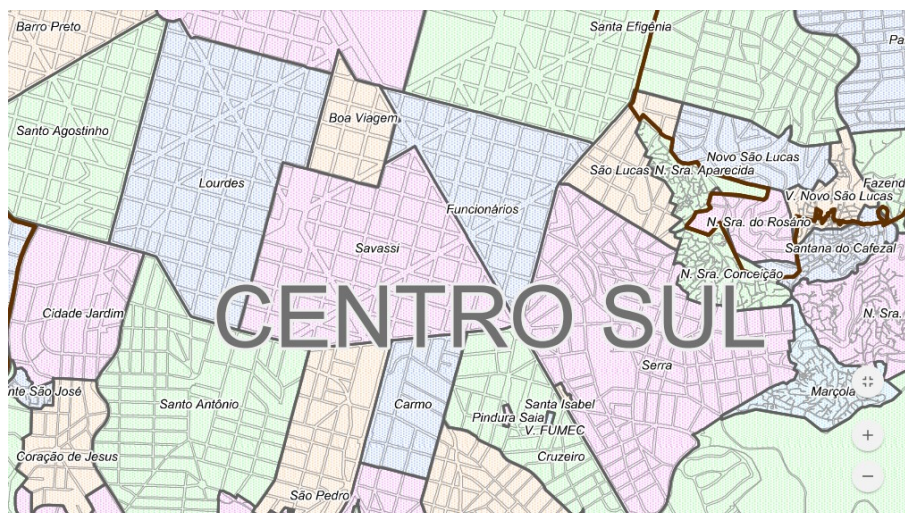 Barro Preto
Santa Efigênia
Pa
Santo Agostinho
Boa Viagem
Novo São Lucas
São Lucas
N. Sra. Aparecida
Lourdes
Funcionários
V. Novo São Lucas
Fazend
N. Sra. do Rosário
Savassi
Santana do Cafezal
N. Sra. Conceição
CENTRO SUL
Cidade Jardim
N. Sra.
Serra
nte São José
Marçola
Santo Antônio
Carmo
Santa Isabel
Pindura Saia
V. FUMEC
Coração de Jesus
Cruzeiro
São Pedro
+
−